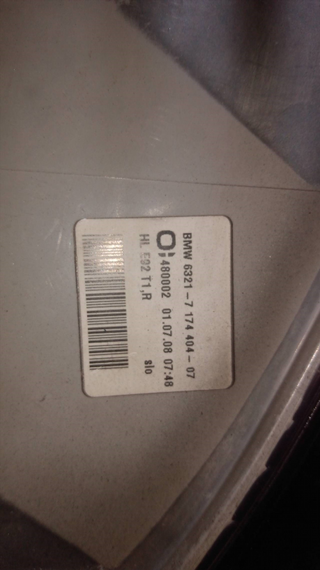 BMW 6321-7 174 404-07
480002 01.07.08 07:48
HL E92 T1,R slo